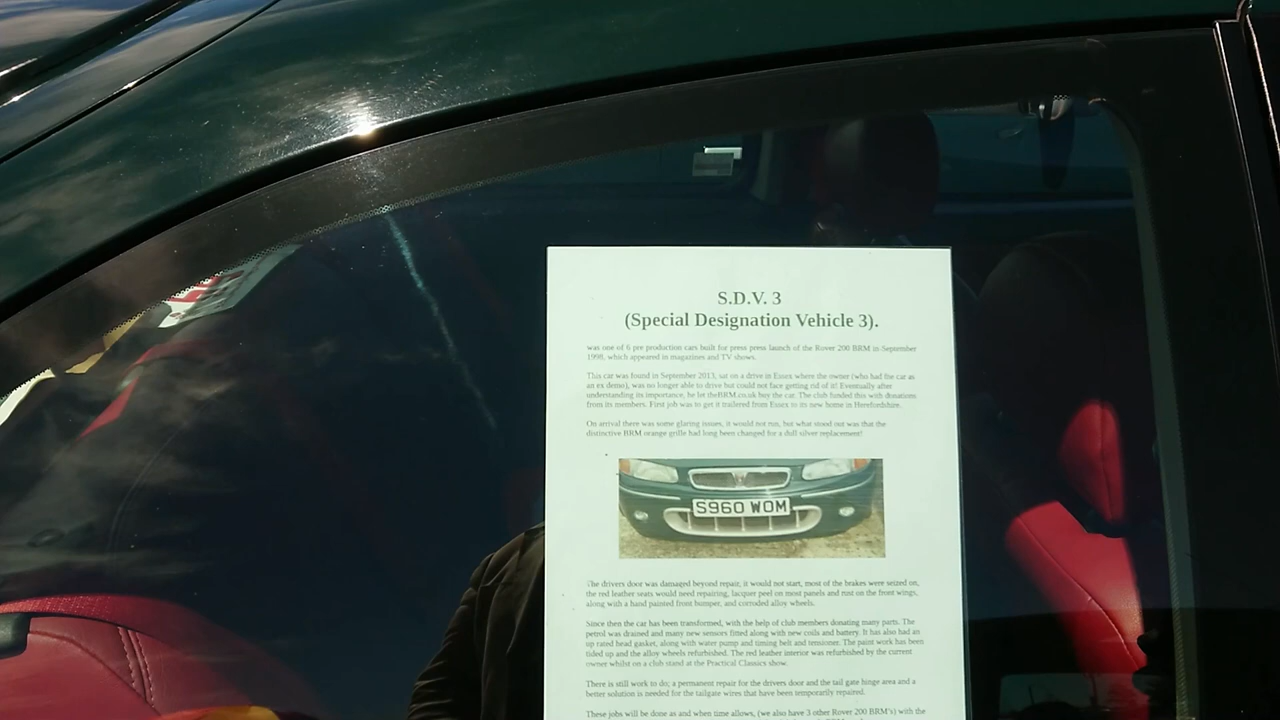 S.D.V. 3
(Special Designation Vehicle 3).
was one of 6 pre production cars built for press press launch of the Rover 200 BRM in September
1998, which appeared in magazines and TV shows.
This car was found in September 2013, sat on a drive in Essex where the owner (who had the car as
an ex demo), was no longer able to drive but could not face getting rid of it! Eventually after
understanding its importance, he let theBRM.co.uk buy the car. The club funded this with donations
from its members. First job was to get it trailered from Essex to its new home in Herefordshire.
On arrival there was some glaring issues, it would not run, but what stood out was that the
distinctive BRM orange grille had long been changed for a dull silver replacement!
S960 WOM
The drivers door was damaged beyond repair, it would not start, most of the brakes were seized on,
the red leather seats would need repairing, lacquer peel on most panels and rust on the front wings,
along with a hand painted front bumper, and corroded alloy wheels.
Since then the car has been transformed, with the help of club members donating many parts. The
petrol was drained and many new sensors fitted along with new coils and battery. It has also had an
up rated head gasket, along with water pump and timing belt and tensioner. The paint work has been
tided up and the alloy wheels refurbished. The red leather interior was refurbished by the current
owner whilst on a club stand at the Practical Classics show.
There is still work to do; a permanent repair for the drivers door and the tail gate hinge area and a
better solution is needed for the tailgate wires that have been temporarily repaired.
These jobs will be done as and when time allows, (we also have 3 other Rover 200 BRM's) with the